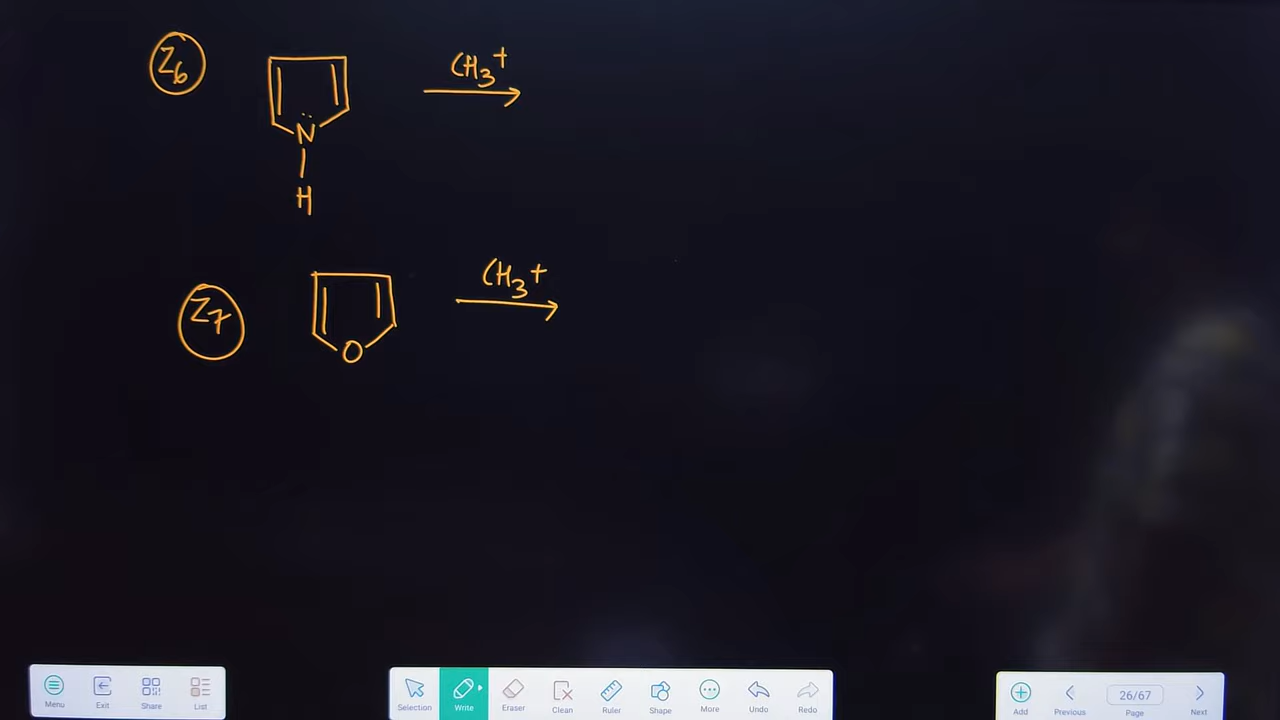 Z6
CH3+
N
H
Z7
CH3+
O
Menu
Exit
Share
List
Selection
Write
Eraser
Clean
Ruler
Shape
More
Undo
Redo
Add
Previous
26/67
Page
Next